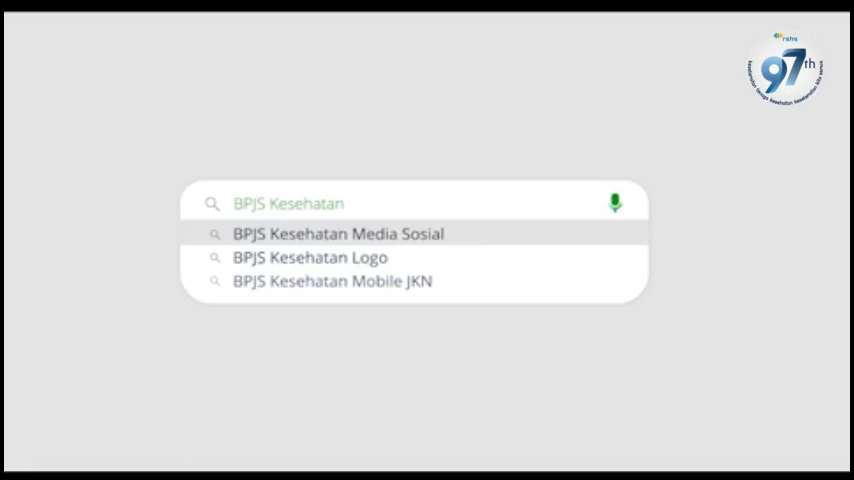 rshs
97th
BPJS Kesehatan
BPJS Kesehatan Media Sosial
BPJS Kesehatan Logo
BPJS Kesehatan Mobile JKN